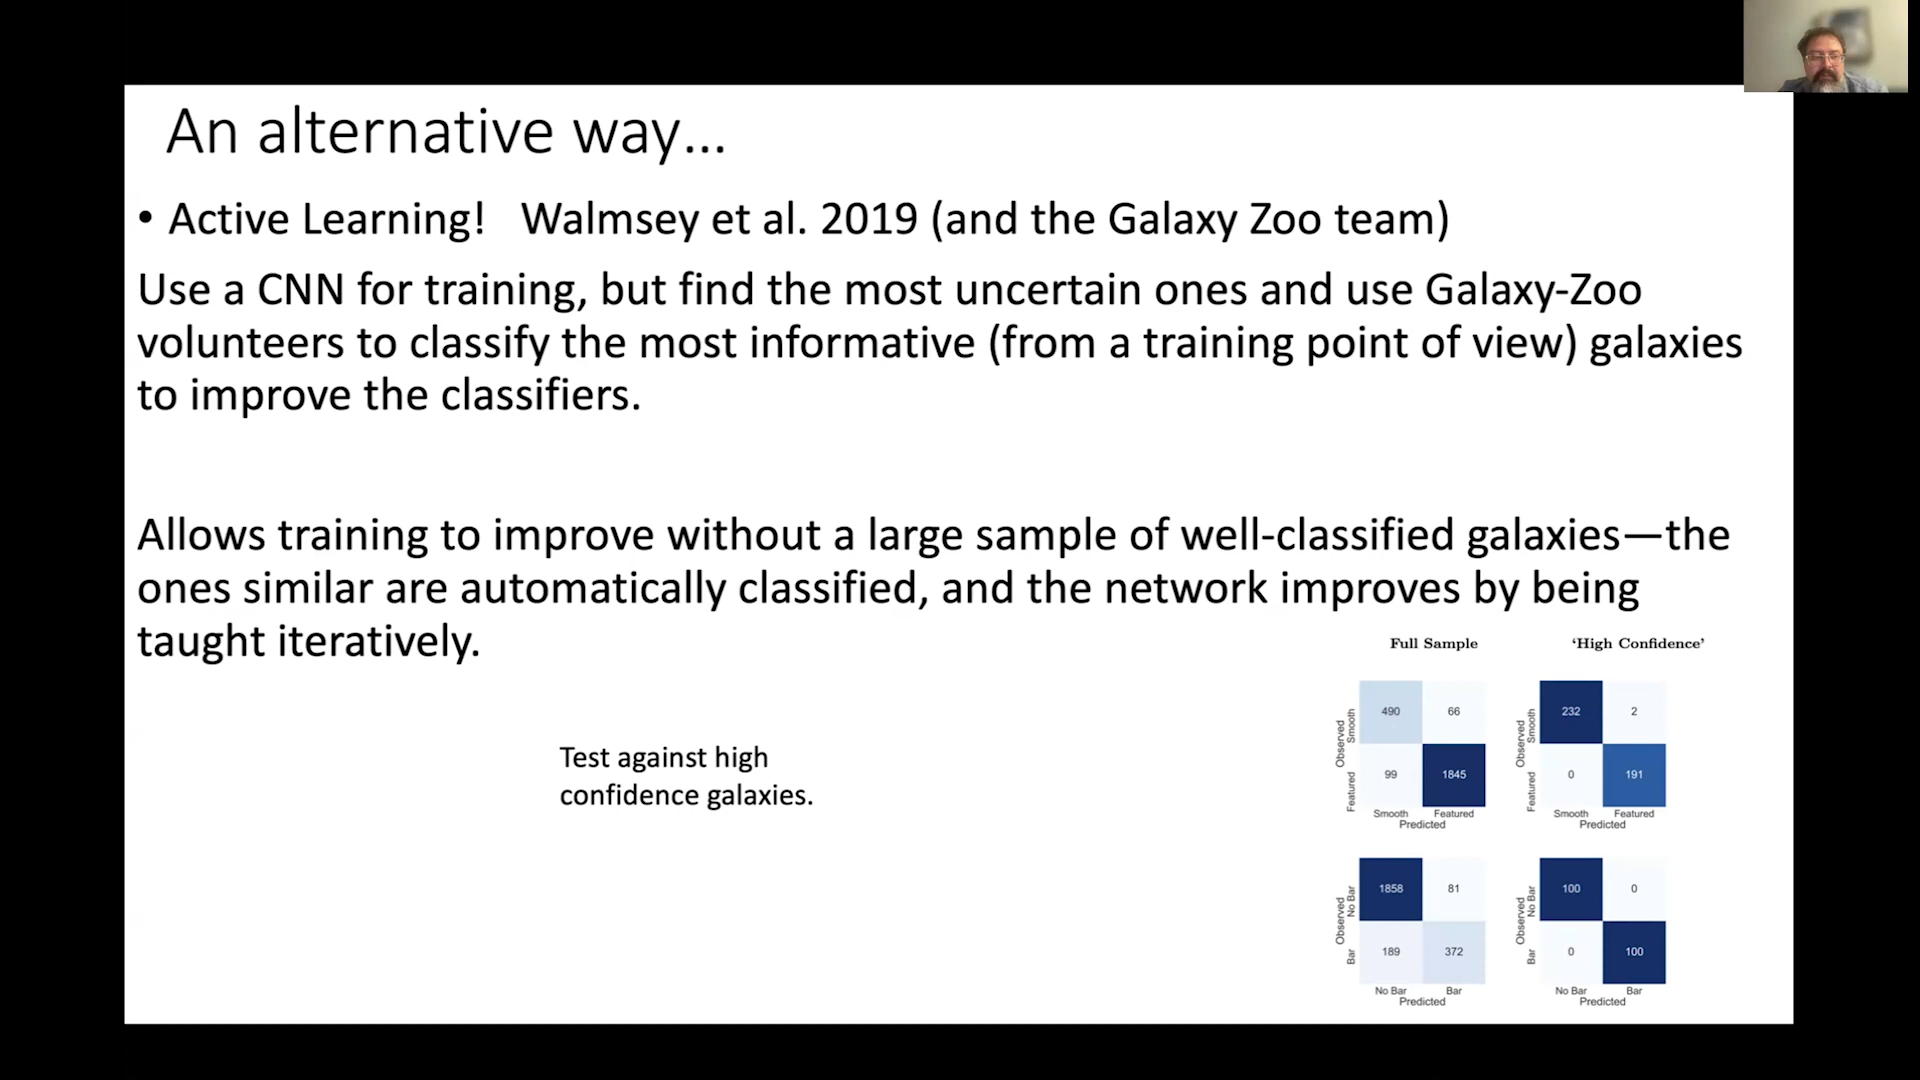 An alternative way...
• Active Learning!   Walmsey et al. 2019 (and the Galaxy Zoo team)
Use a CNN for training, but find the most uncertain ones and use Galaxy-Zoo
volunteers to classify the most informative (from a training point of view) galaxies
to improve the classifiers.
Allows training to improve without a large sample of well-classified galaxies—the
ones similar are automatically classified, and the network improves by being
taught iteratively.
Test against high
confidence galaxies.
Full Sample
490 66
99 1845
Observed
Smooth
Featured
Smooth Featured
Predicted
‘High Confidence’
232 2
0 191
Observed
Smooth
Featured
Smooth Featured
Predicted
1858 81
189 372
Observed
No Bar
Bar
No Bar Bar
Predicted
100 0
0 100
Observed
No Bar
Bar
No Bar Bar
Predicted